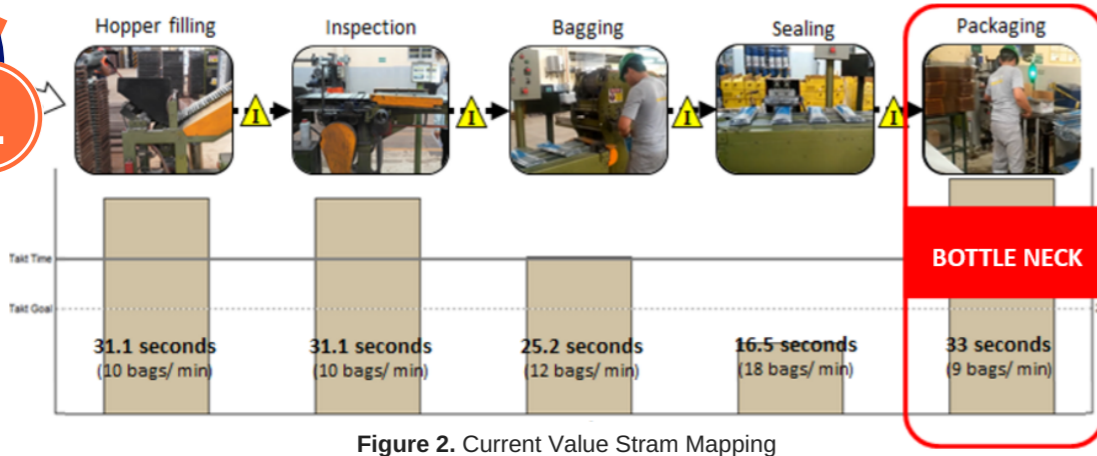 Hopper filling
Inspection
Bagging
Sealing
Packaging
I
I
I
I
BOTTLE NECK
Takt Time
Takt Goal
31.1 seconds
(10 bags/ min)
31.1 seconds
(10 bags/ min)
25.2 seconds
(12 bags/ min)
16.5 seconds
(18 bags/ min)
33 seconds
(9 bags/ min)
Figure 2. Current Value Stram Mapping